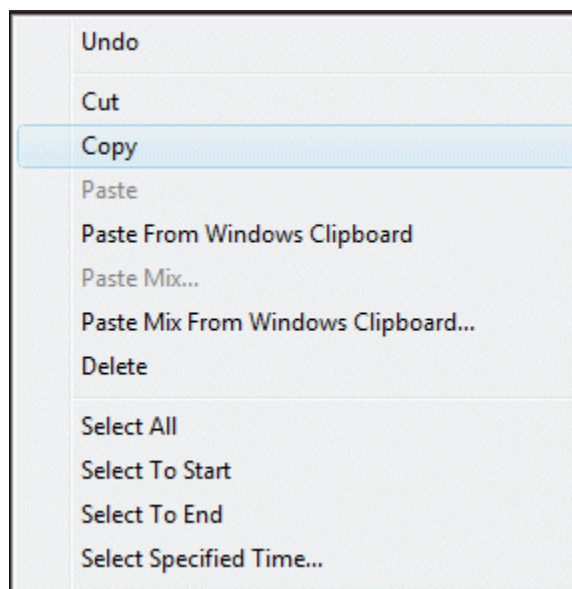 Undo
Cut
Copy
Paste
Paste From Windows Clipboard
Paste Mix...
Paste Mix From Windows Clipboard...
Delete
Select All
Select To Start
Select To End
Select Specified Time...